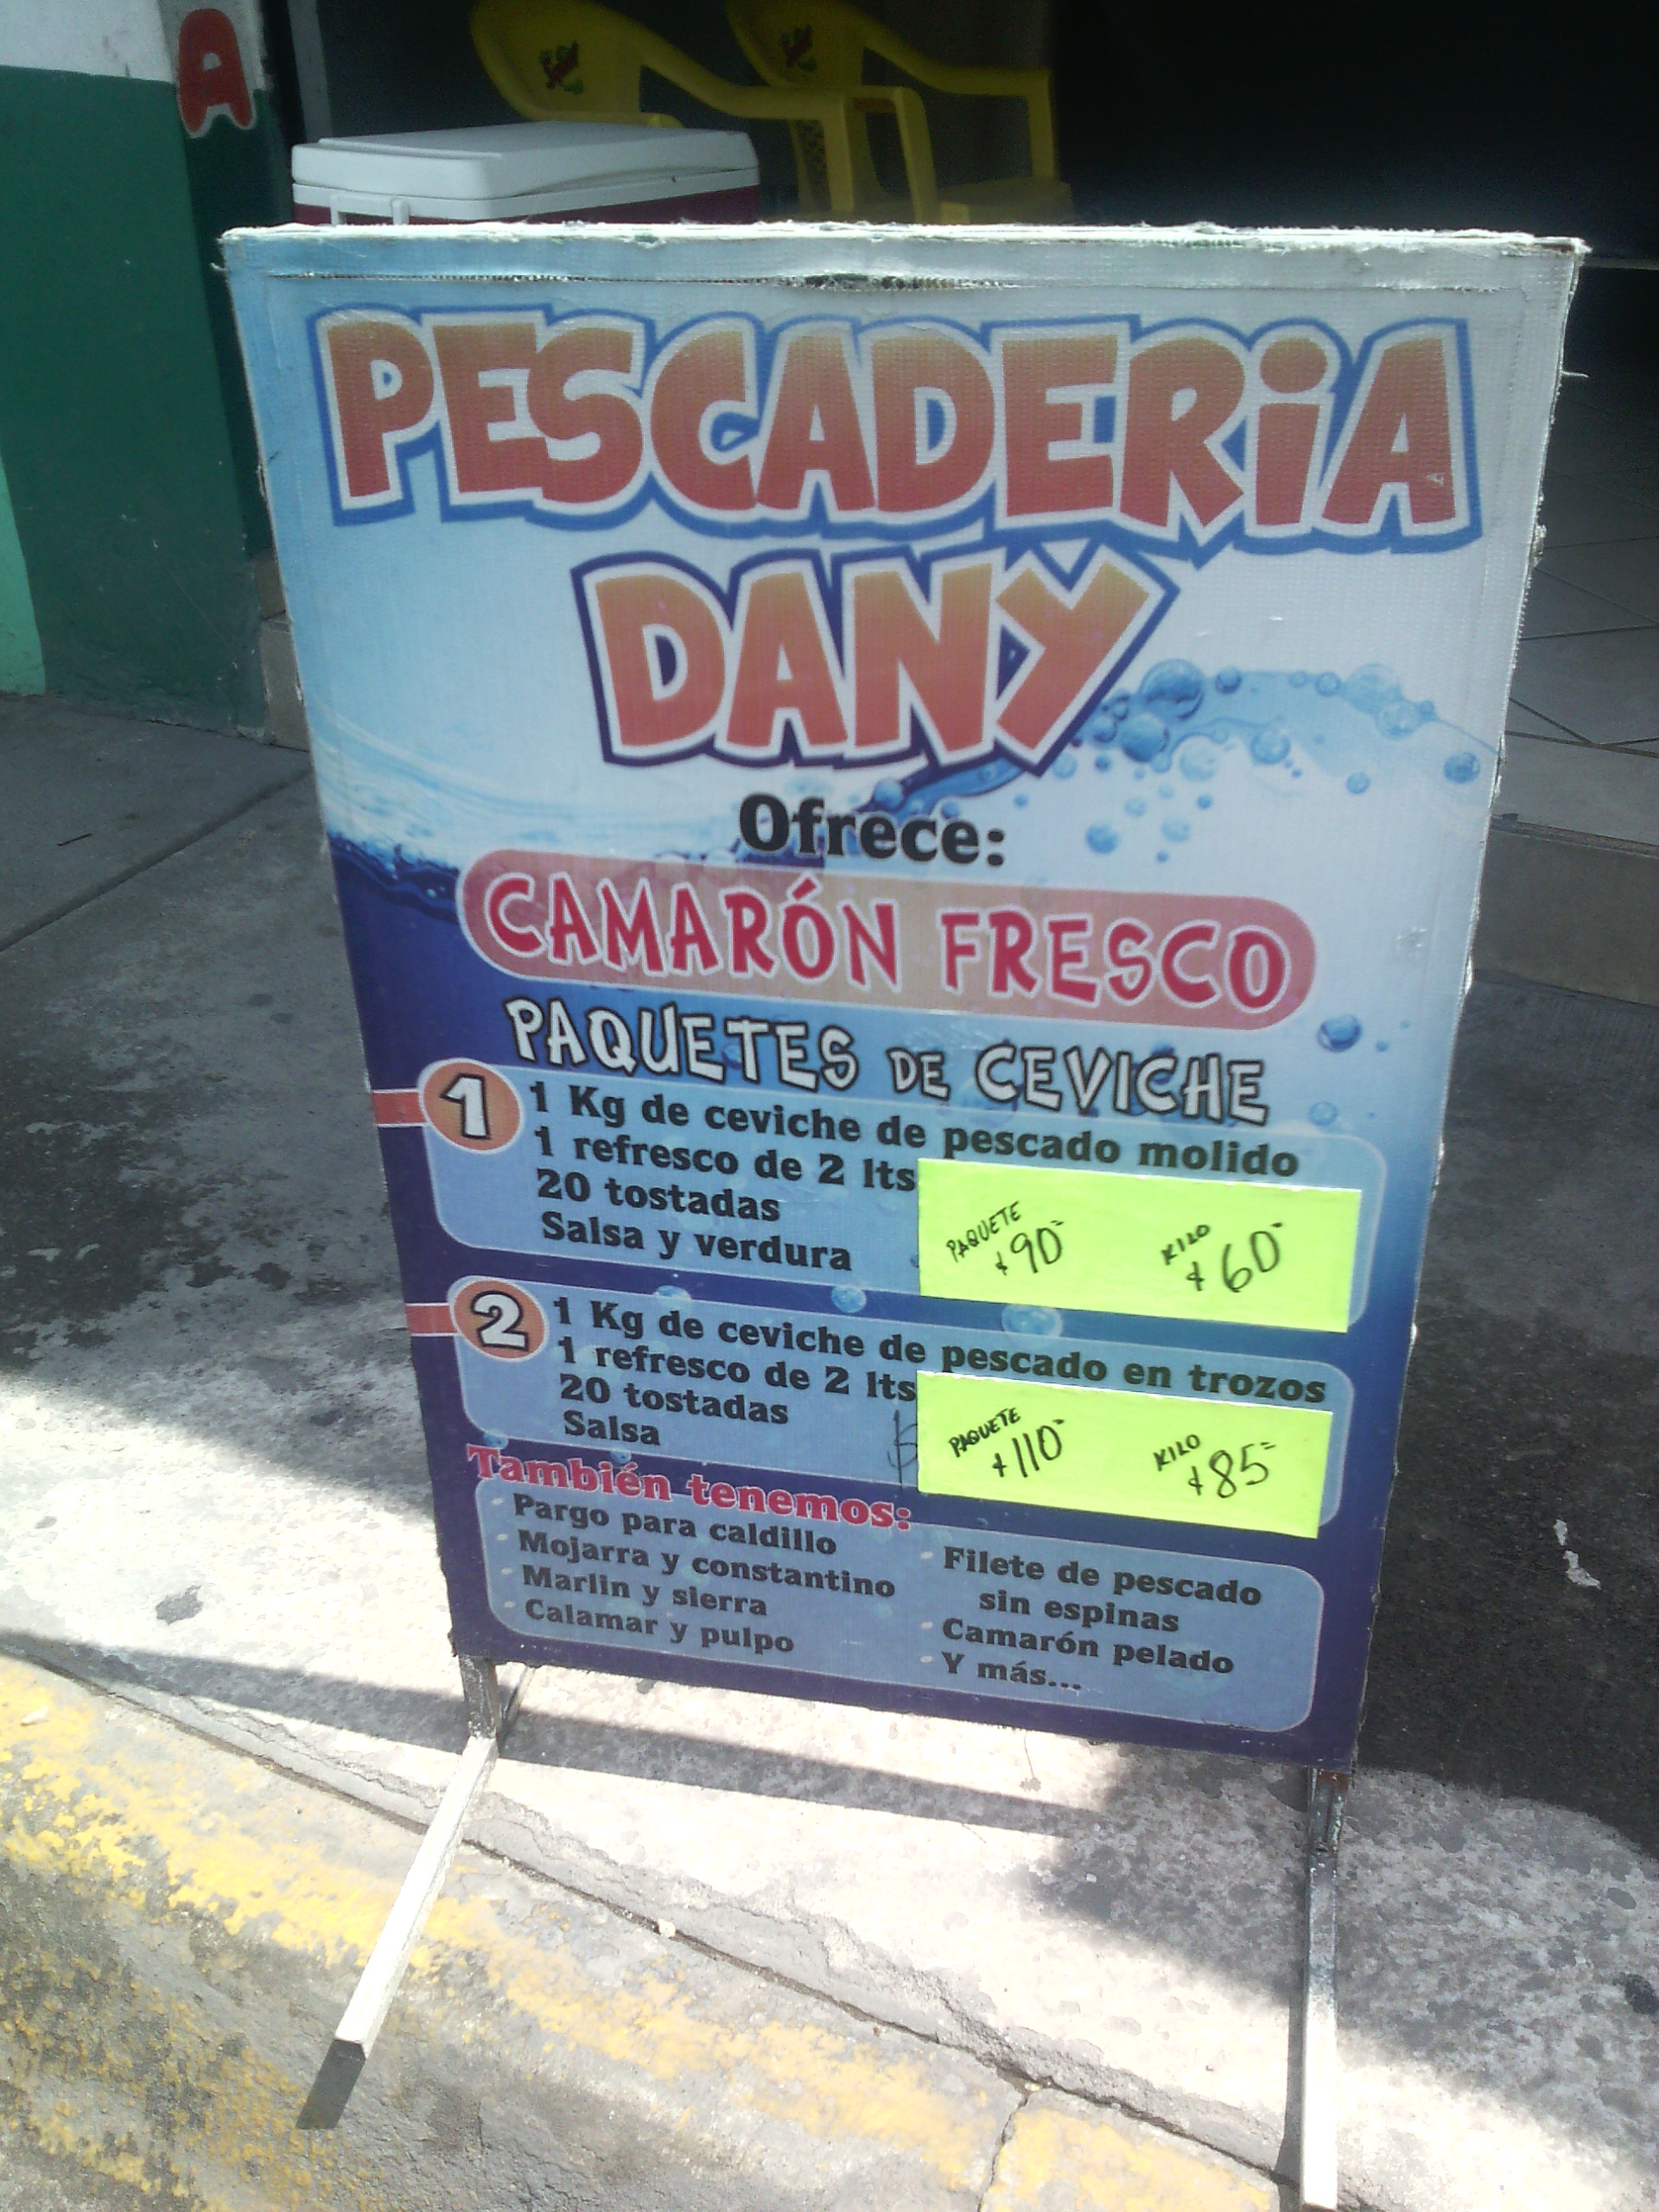 A
PESCADERiA
DANY
Ofrece:
CAMARÓN FRESCO
PAQUETES DE CEVICHE
1
1 Kg de ceviche de pescado molido
1 refresco de 2 lts
20 tostadas
Salsa y verdura
PAQUETE KILO
$90= $60=
2
1 Kg de ceviche de pescado en trozos
1 refresco de 2 lts
20 tostadas
Salsa
$
PAQUETE KILO
$110= $85=
También tenemos:
Pargo para caldillo
Mojarra y constantino
Marlin y sierra
Calamar y pulpo
Filete de pescado
sin espinas
Camarón pelado
Y más...